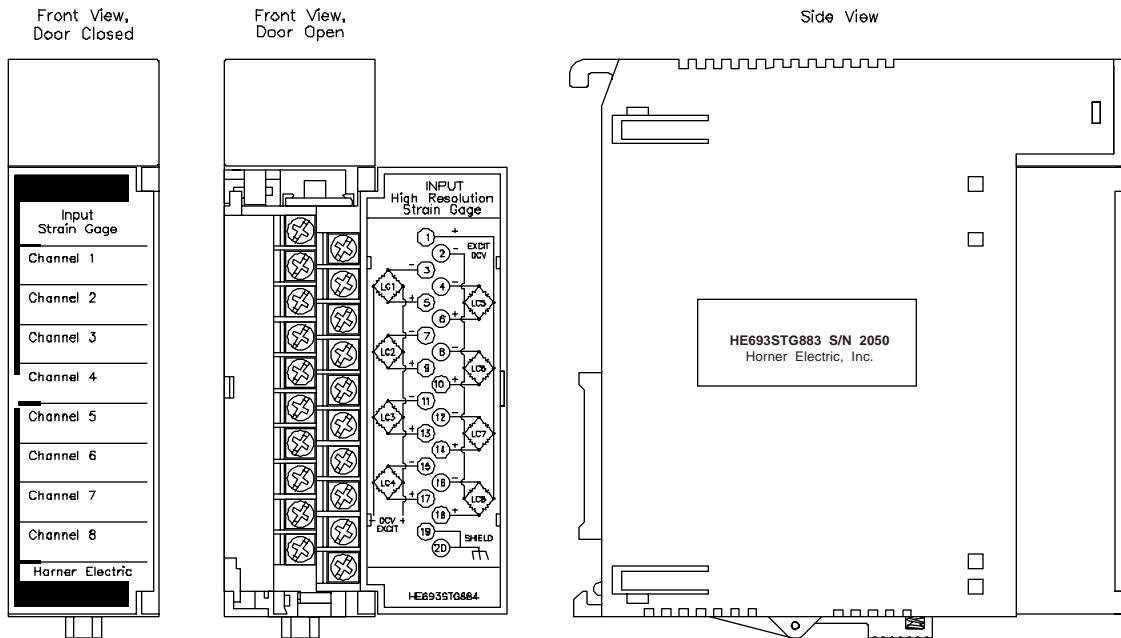 Front View,
Door Closed
Front View,
Door Open
Side View
Input
Strain Gage
Channel 1
Channel 2
Channel 3
Channel 4
Channel 5
Channel 6
Channel 7
Channel 8
Horner Electric
INPUT
High Resolution
Strain Gage
1 +
EXCIT
DCV
2 -
- 3
4 -
LC1
+ 5
LC5
6 +
- 7
8 -
LC2
+ 9
LC6
10 +
- 11
12 -
LC3
+ 13
LC7
14 +
- 15
16 -
LC4
+ 17
LC8
18 +
- DCV +
EXCIT
19
SHIELD
20
HE693STG884
HE693STG883 S/N 2050
Horner Electric, Inc.